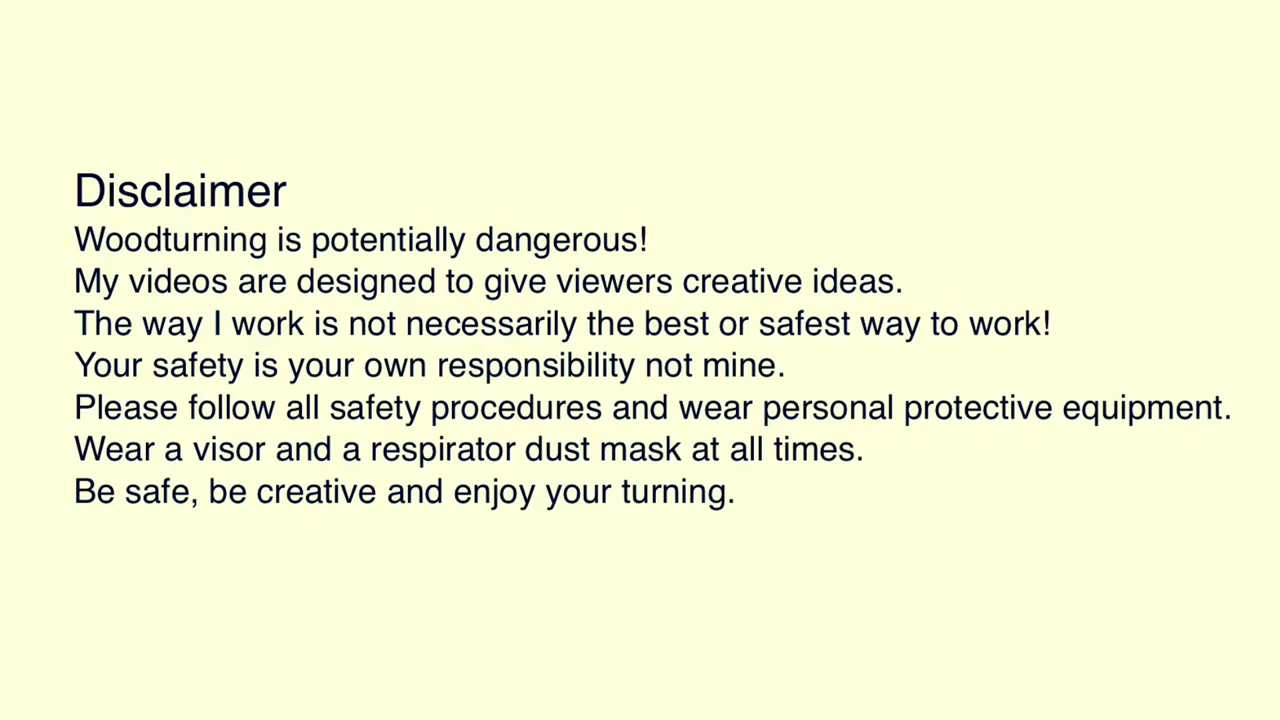 Disclaimer
Woodturning is potentially dangerous!
My videos are designed to give viewers creative ideas.
The way I work is not necessarily the best or safest way to work!
Your safety is your own responsibility not mine.
Please follow all safety procedures and wear personal protective equipment.
Wear a visor and a respirator dust mask at all times.
Be safe, be creative and enjoy your turning.